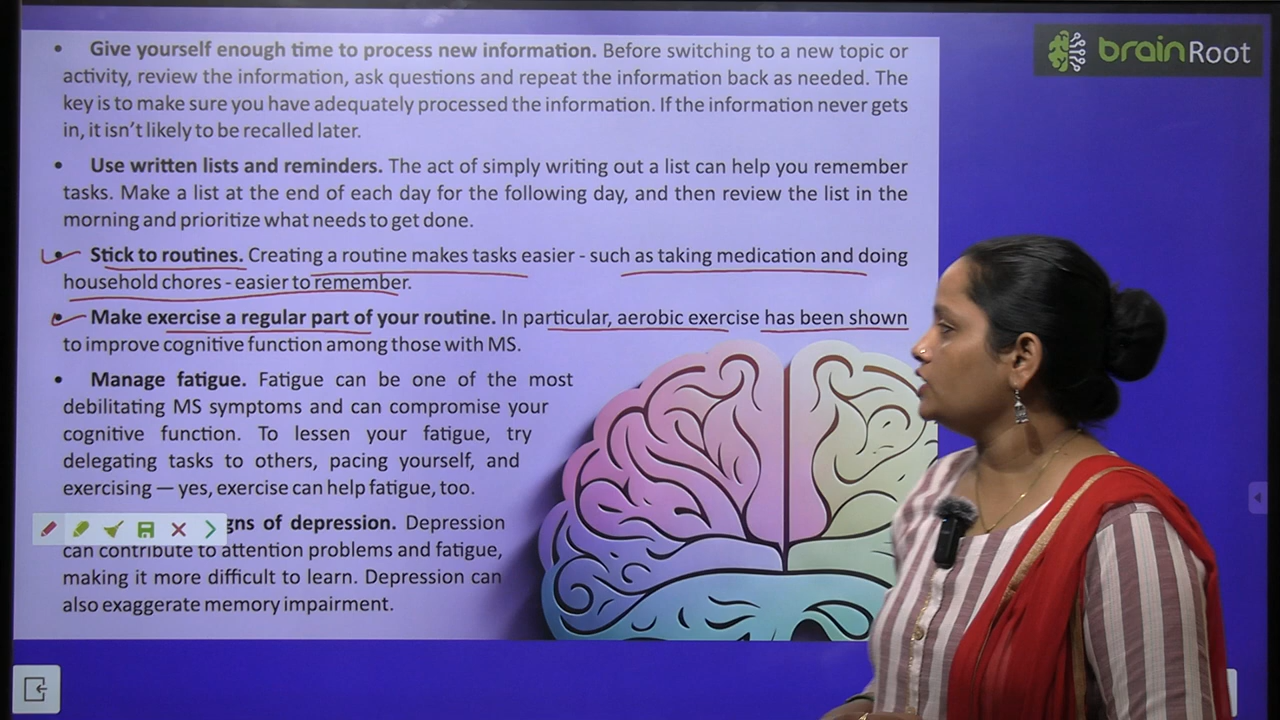 brainRoot
• Give yourself enough time to process new information. Before switching to a new topic or
activity, review the information, ask questions and repeat the information back as needed. The
key is to make sure you have adequately processed the information. If the information never gets
in, it isn't likely to be recalled later.
• Use written lists and reminders. The act of simply writing out a list can help you remember
tasks. Make a list at the end of each day for the following day, and then review the list in the
morning and prioritize what needs to get done.
• Stick to routines. Creating a routine makes tasks easier - such as taking medication and doing
household chores - easier to remember.
• Make exercise a regular part of your routine. In particular, aerobic exercise has been shown
to improve cognitive function among those with MS.
• Manage fatigue. Fatigue can be one of the most
debilitating MS symptoms and can compromise your
cognitive function. To lessen your fatigue, try
delegating tasks to others, pacing yourself, and
exercising — yes, exercise can help fatigue, too.
of depression. Depression
can contribute to attention problems and fatigue,
making it more difficult to learn. Depression can
also exaggerate memory impairment.